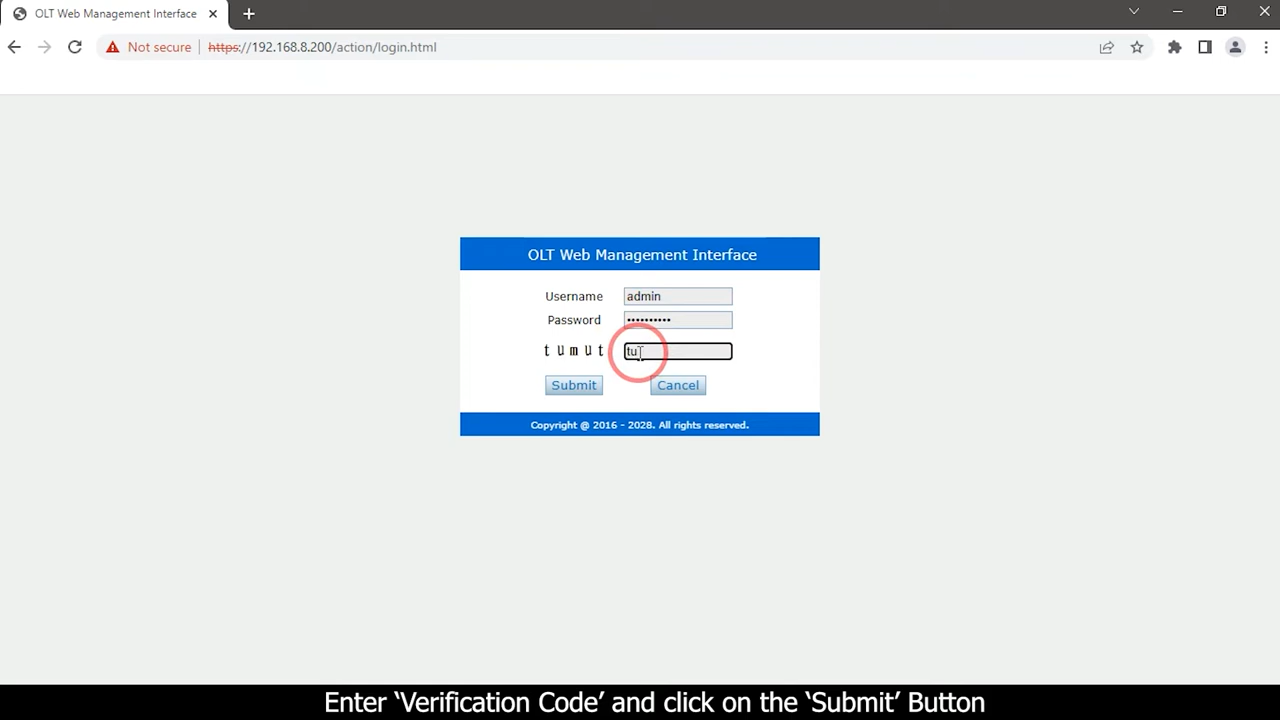 OLT Web Management Interface
Not secure https://192.168.8.200/action/login.html
OLT Web Management Interface
Username admin
Password ••••••••••
t u m u t tu
Submit Cancel
Copyright @ 2016 - 2028. All rights reserved.
Enter ‘Verification Code’ and click on the ‘Submit’ Button